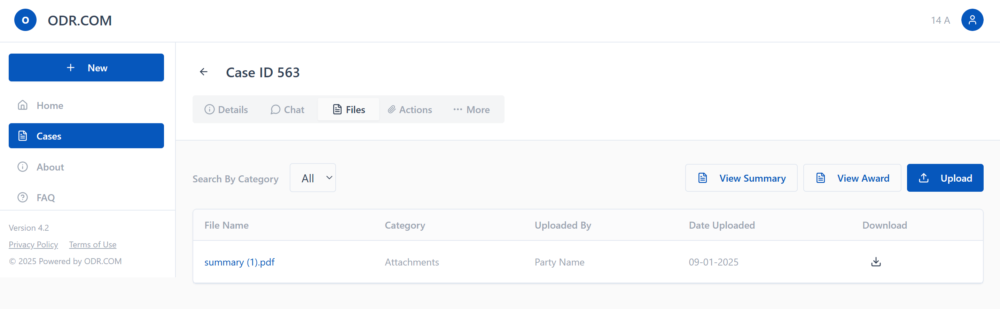 O ODR.COM
14 A
+ New
Home
Cases
About
FAQ
Version 4.2
Privacy Policy Terms of Use
© 2025 Powered by ODR.COM
Case ID 563
Details Chat Files Actions More
Search By Category All
View Summary View Award Upload
File Name Category Uploaded By Date Uploaded Download
summary (1).pdf Attachments Party Name 09-01-2025